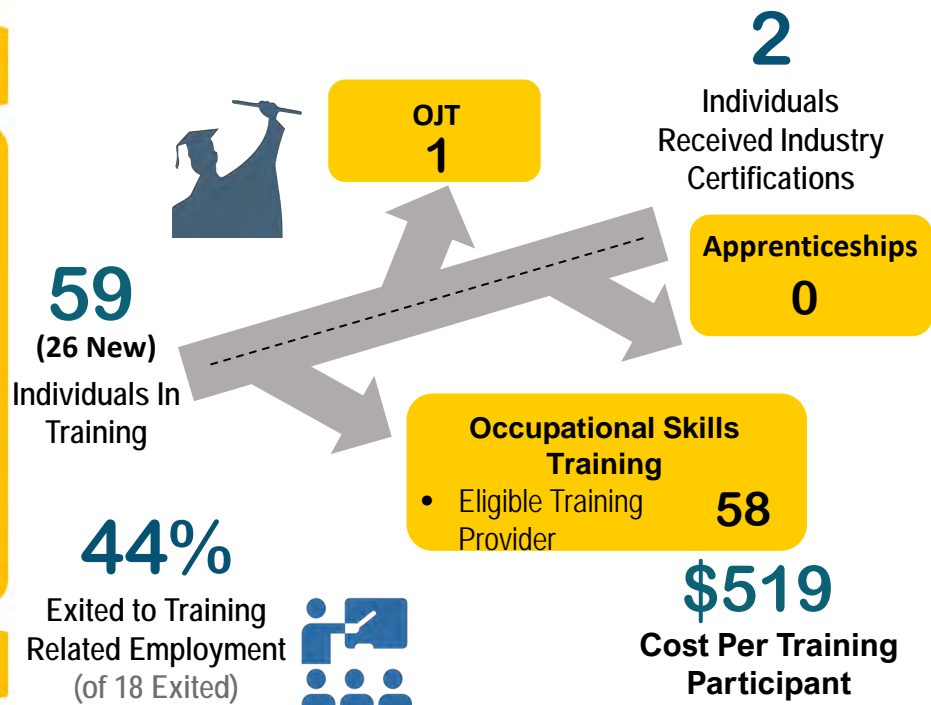 OJT
1
2
Individuals
Received Industry
Certifications
Apprenticeships
0
59
(26 New)
Individuals In
Training
Occupational Skills
Training
• Eligible Training
Provider
58
44%
Exited to Training
Related Employment
(of 18 Exited)
$519
Cost Per Training
Participant